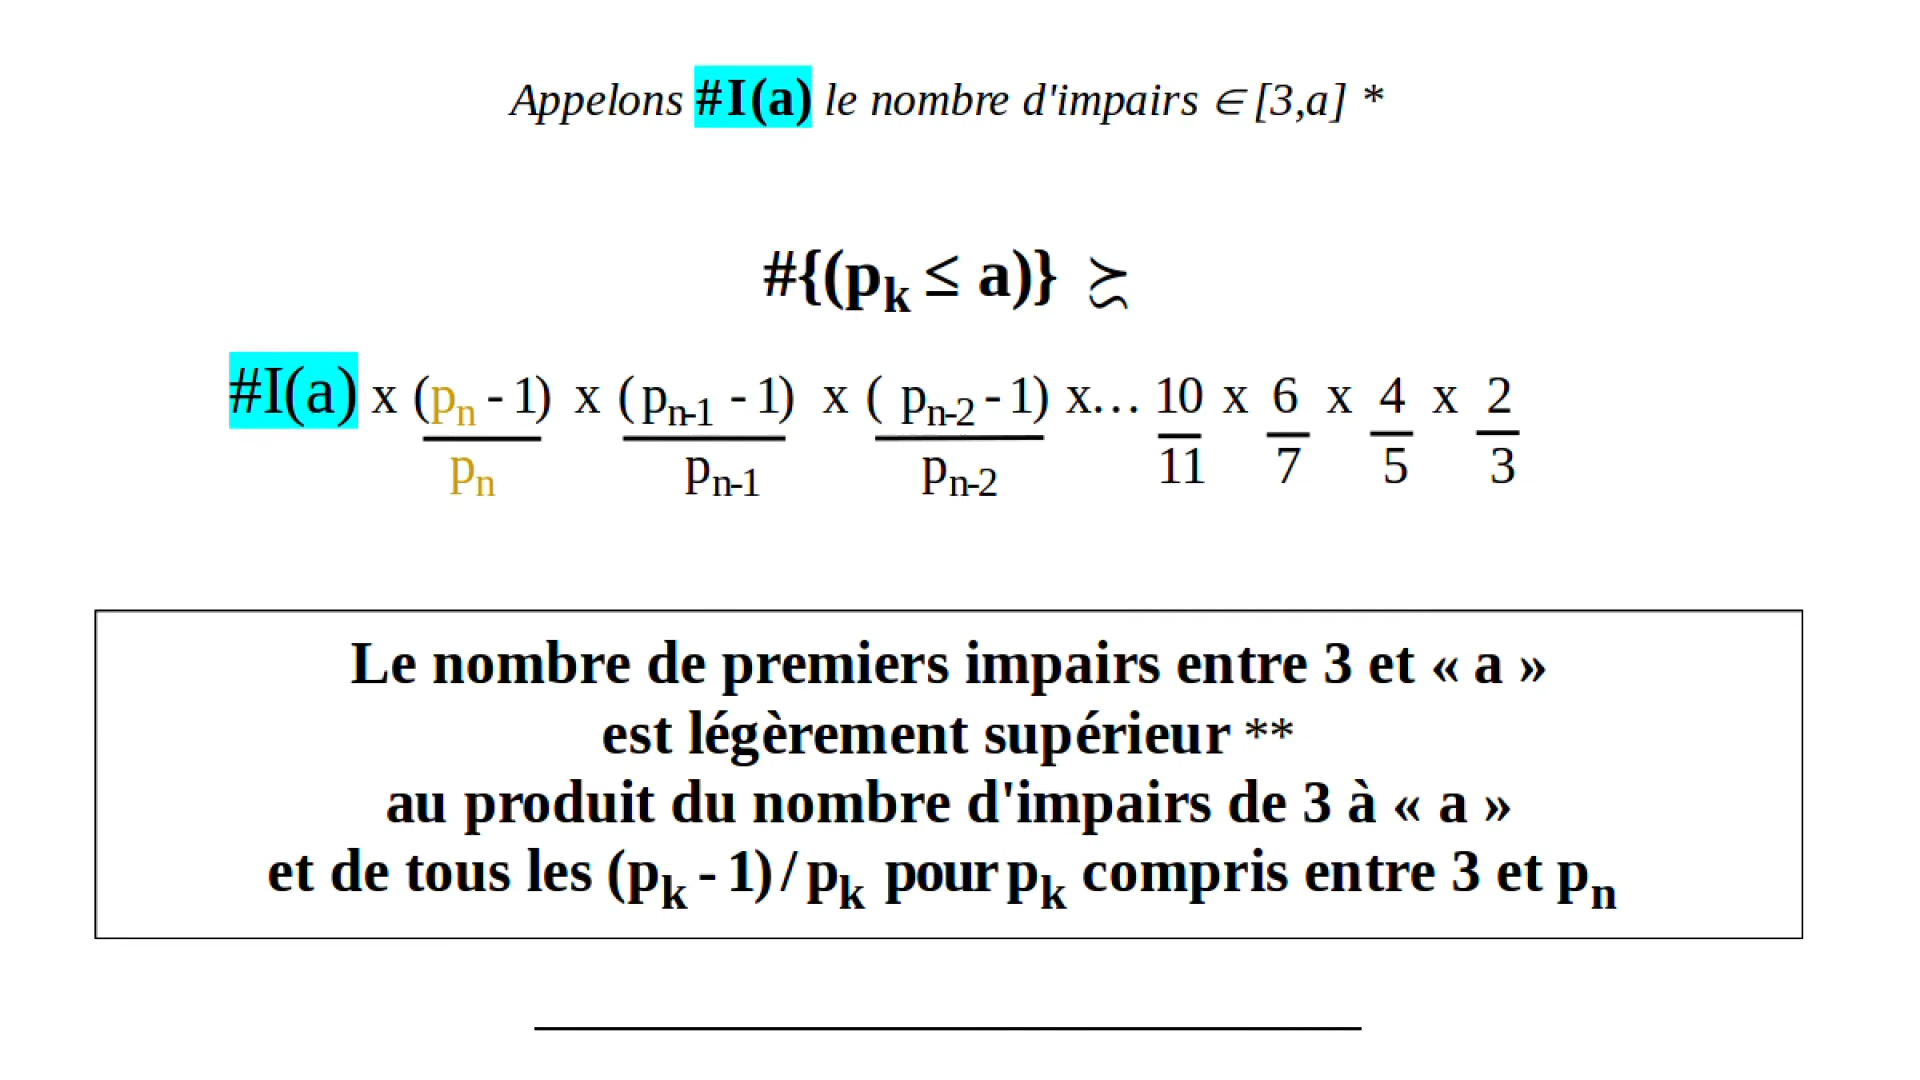 Appelons #I(a) le nombre d'impairs ∈ [3,a] *
#{(pk ≤ a)} ≿
#I(a) x (pn - 1) x (pn-1 - 1) x ( pn-2 - 1) x… 10 x 6 x 4 x 2
pn pn-1 pn-2 11 7 5 3
Le nombre de premiers impairs entre 3 et « a »
est légèrement supérieur **
au produit du nombre d'impairs de 3 à « a »
et de tous les (pk - 1) / pk pour pk compris entre 3 et pn